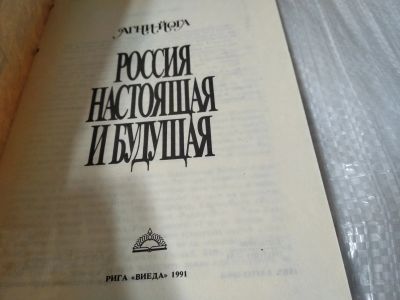 АГНИ-ЙОГА
РОССИЯ
НАСТОЯЩАЯ
И БУДУЩАЯ
РИГА «ВИЕДА» 1991